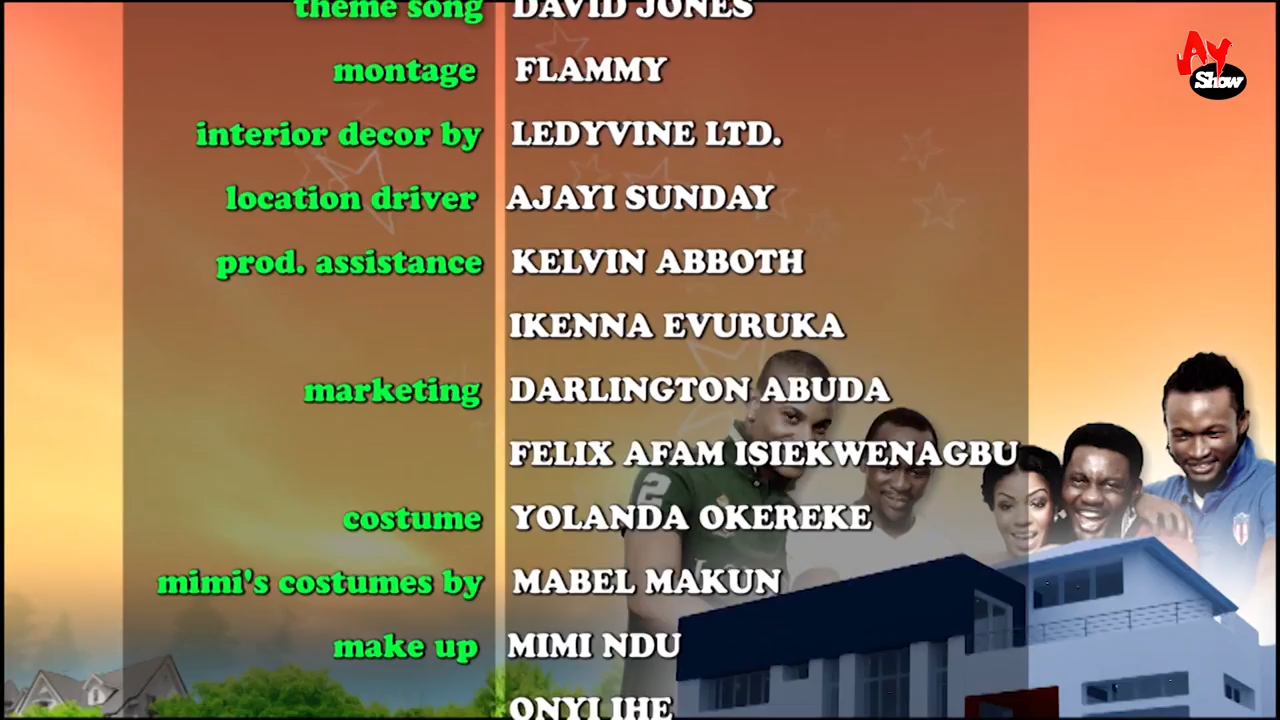 theme song DAVID JONES
AY
Show
montage FLAMMY
interior decor by LEDYVINE LTD.
location driver AJAYI SUNDAY
prod. assistance KELVIN ABBOTH
IKENNA EVURUKA
marketing DARLINGTON ABUDA
FELIX AFAM ISIEKWENAGBU
costume YOLANDA OKEREKE
2
mimi's costumes by MABEL MAKUN
make up MIMI NDU
ONYI IHE